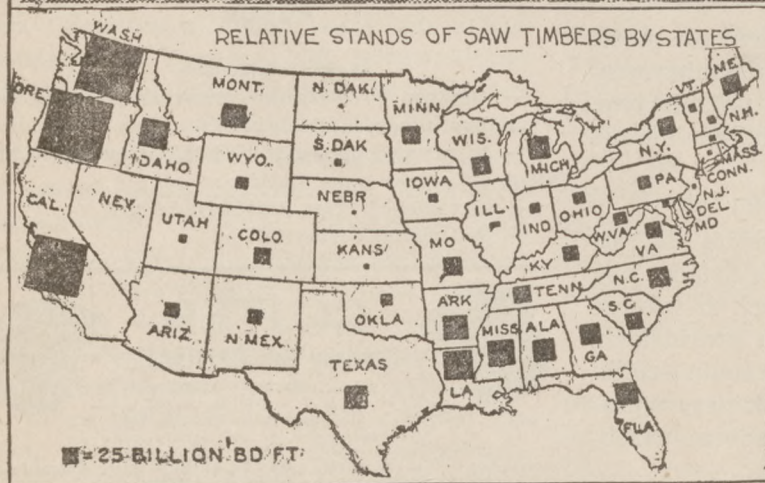 RELATIVE STANDS OF SAW TIMBERS BY STATES
WASH
ORE
CAL.
NEV.
IDAHO
MONT.
WYO.
UTAH
COLO.
ARIZ
N.MEX.
N. DAK.
S.DAK
NEBR
KANS
OKLA
TEXAS
MINN.
IOWA
MO
ARK
LA
WIS.
ILL.
MICH.
IND
OHIO
KY
TENN
MISS.
ALA
GA
FLA
S.C.
N.C.
VA
W.VA
PA
N.Y.
VT.
ME.
N.H.
MASS.
CONN.
N.J.
DEL
MD
= 25 BILLION BD FT